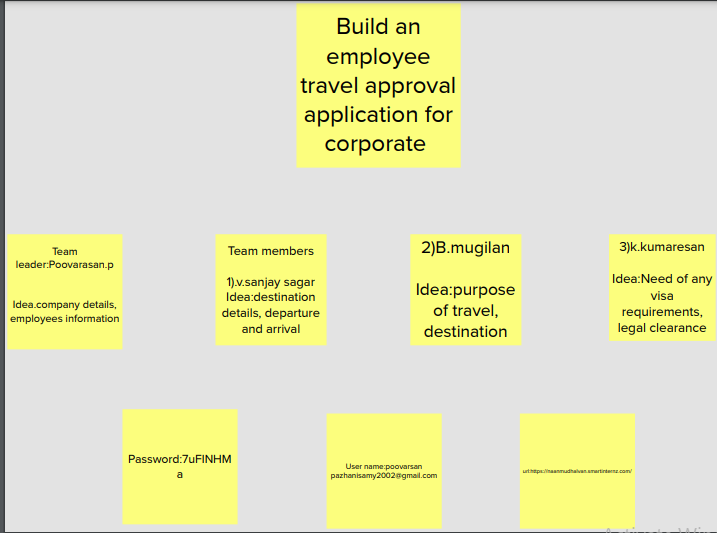 Build an
employee
travel approval
application for
corporate
Team
leader:Poovarasan.p
Idea.company details,
employees information
Team members
1).v.sanjay sagar
Idea:destination
details, departure
and arrival
2)B.mugilan
Idea:purpose
of travel,
destination
3)k.kumaresan
Idea:Need of any
visa
requirements,
legal clearance
Password:7uFINHM
a
User name:poovarsan
pazhanisamy2002@gmail.com
url:https://naanmudhalvan.smartinternz.com/